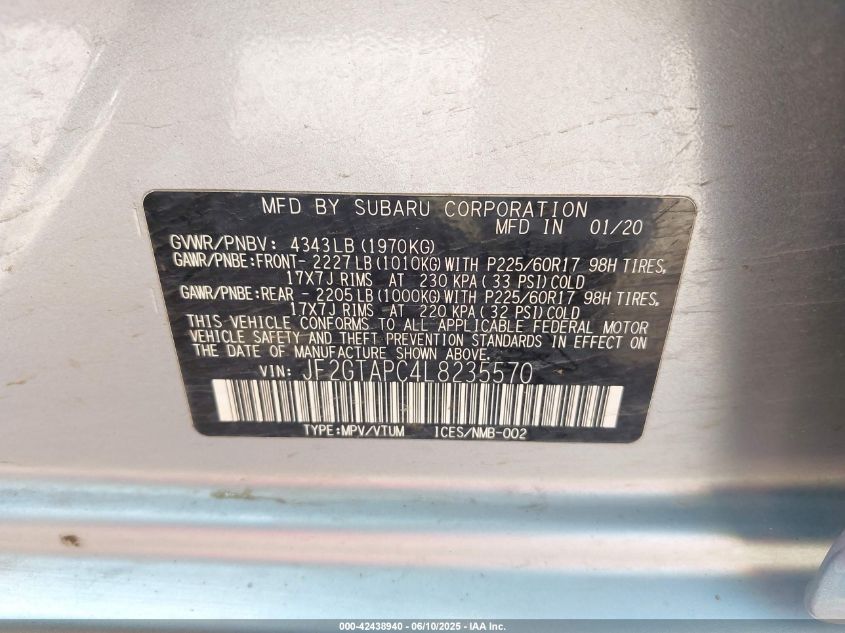 MFD BY SUBARU CORPORATION
MFD IN 01/20
GVWR/PNBV: 4343LB (1970KG)
GAWR/PNBE:FRONT- 2227LB (1010KG) WITH P225/60R17 98H TIRES,
17X7J RIMS AT 230 KPA (33 PSI) COLD
GAWR/PNBE:REAR - 2205LB (1000KG) WITH P225/60R17 98H TIRES,
17X7J RIMS AT 220 KPA (32 PSI) COLD
THIS VEHICLE CONFORMS TO ALL APPLICABLE FEDERAL MOTOR
VEHICLE SAFETY AND THEFT PREVENTION STANDARDS IN EFFECT ON
THE DATE OF MANUFACTURE SHOWN ABOVE.
VIN: JF2GTAPC4L8235570
TYPE:MPV/VTUM ICES/NMB-002
000-42438940 - 06/10/2025 - IAA Inc.